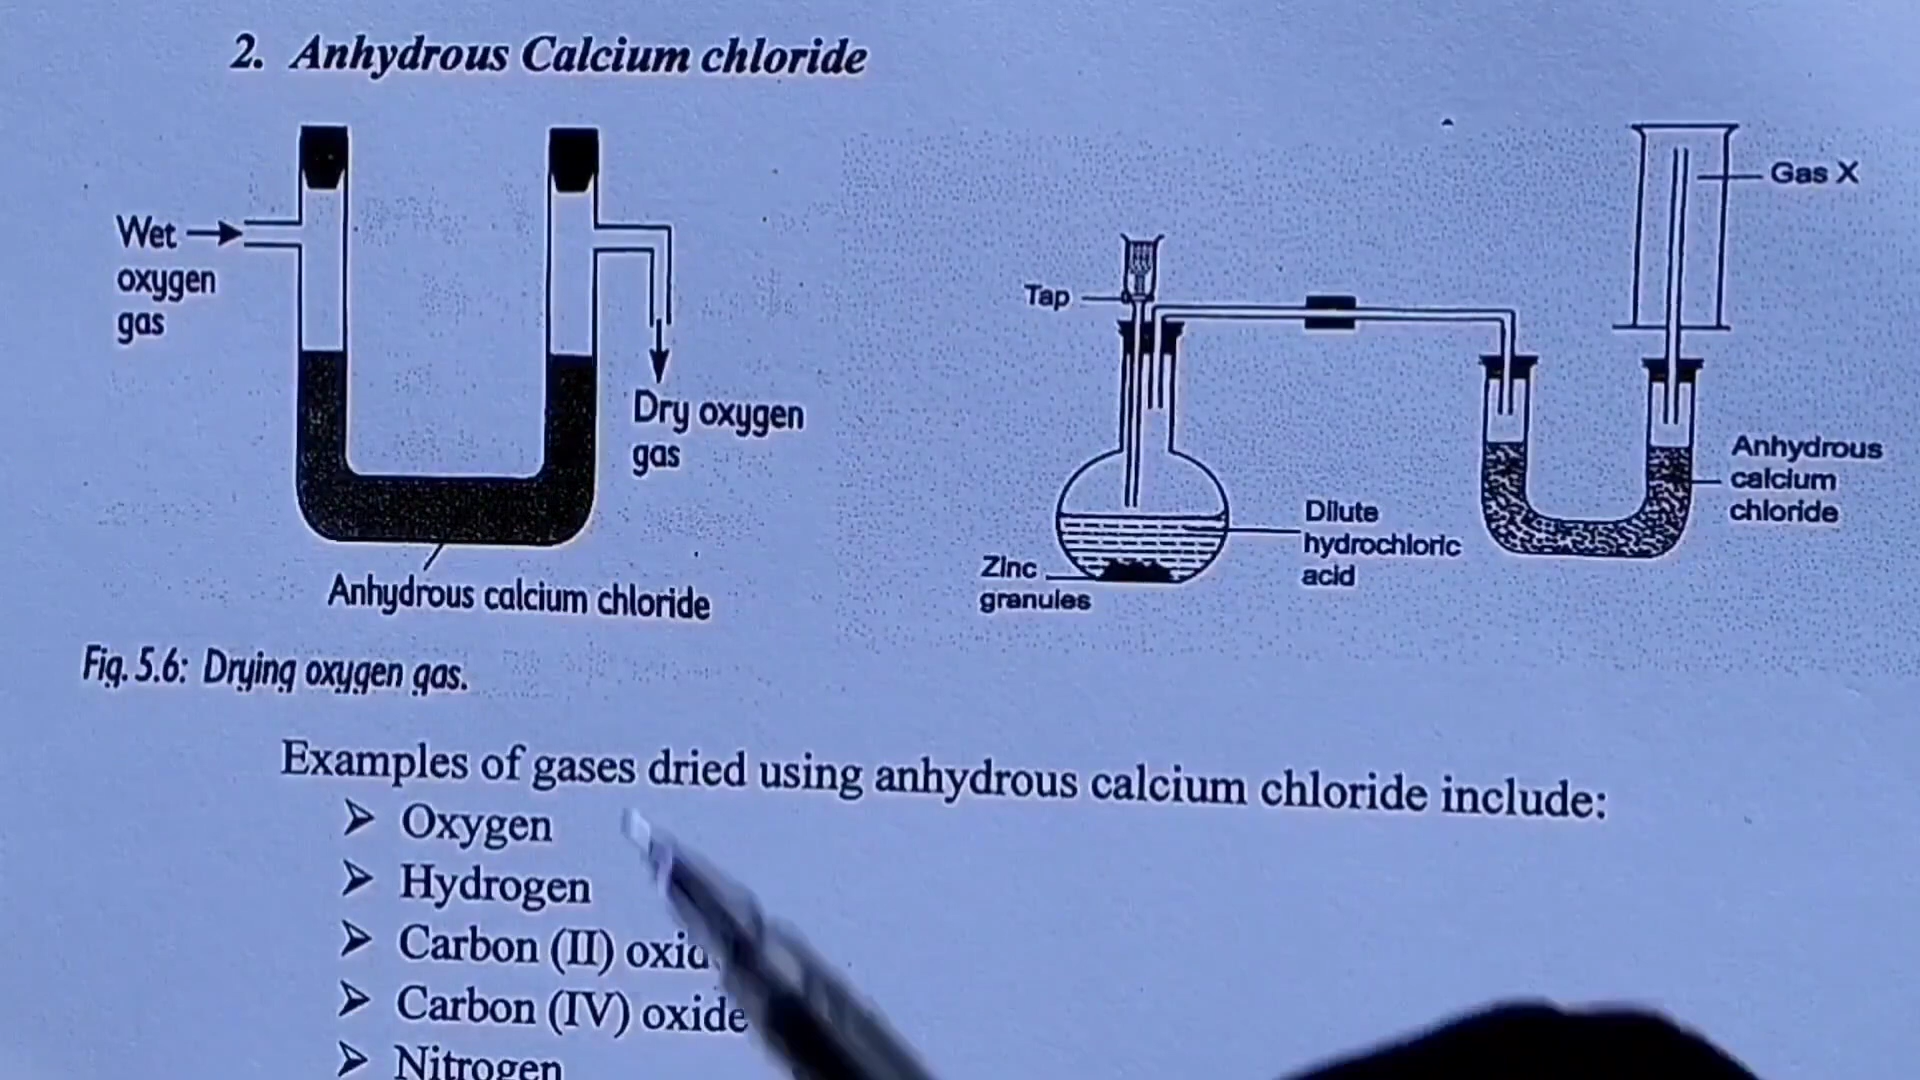 2. Anhydrous Calcium chloride
Wet
oxygen
gas
Dry oxygen
gas
Anhydrous calcium chloride
Fig. 5.6: Drying oxygen gas.
Tap
Gas X
Zinc
granules
Dilute
hydrochloric
acid
Anhydrous
calcium
chloride
Examples of gases dried using anhydrous calcium chloride include:
➤ Oxygen
➤ Hydrogen
➤ Carbon (II)
➤ Carbon (IV) oxide
➤ Nitrogen